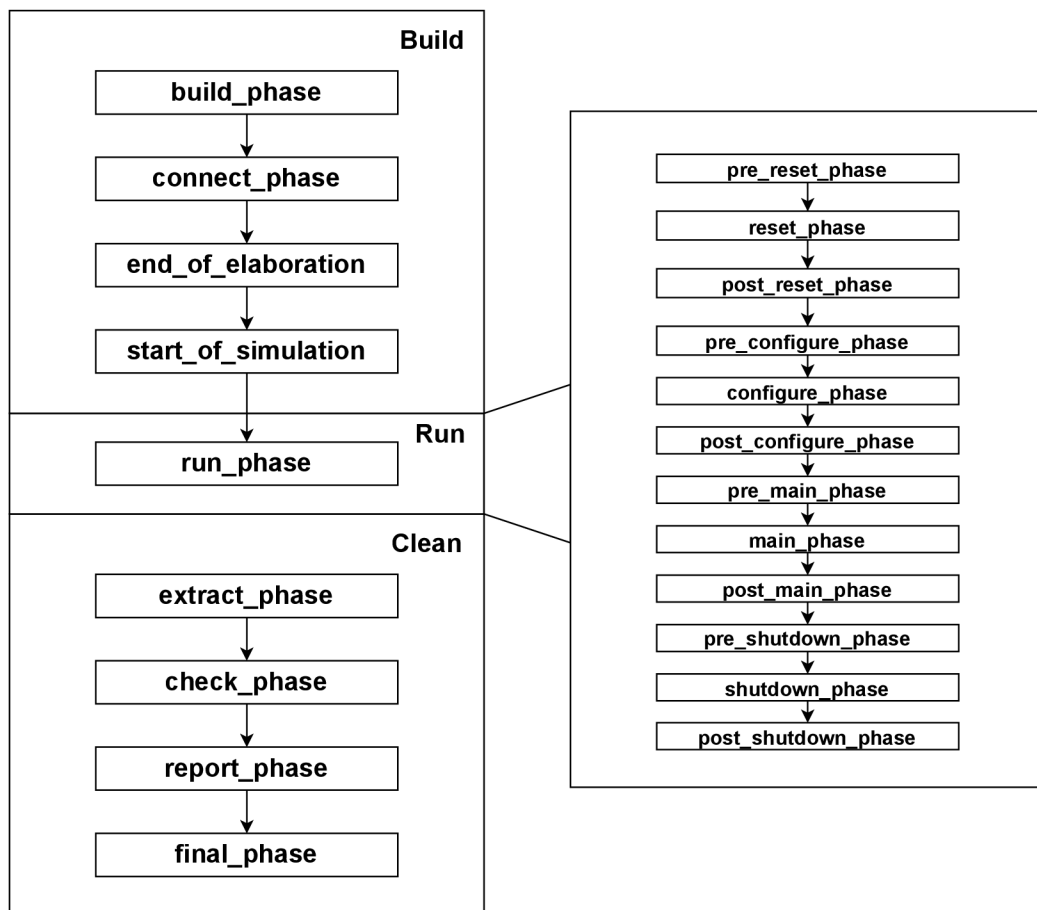 Build
build_phase
connect_phase
end_of_elaboration
start_of_simulation
Run
run_phase
Clean
extract_phase
check_phase
report_phase
final_phase
pre_reset_phase
reset_phase
post_reset_phase
pre_configure_phase
configure_phase
post_configure_phase
pre_main_phase
main_phase
post_main_phase
pre_shutdown_phase
shutdown_phase
post_shutdown_phase